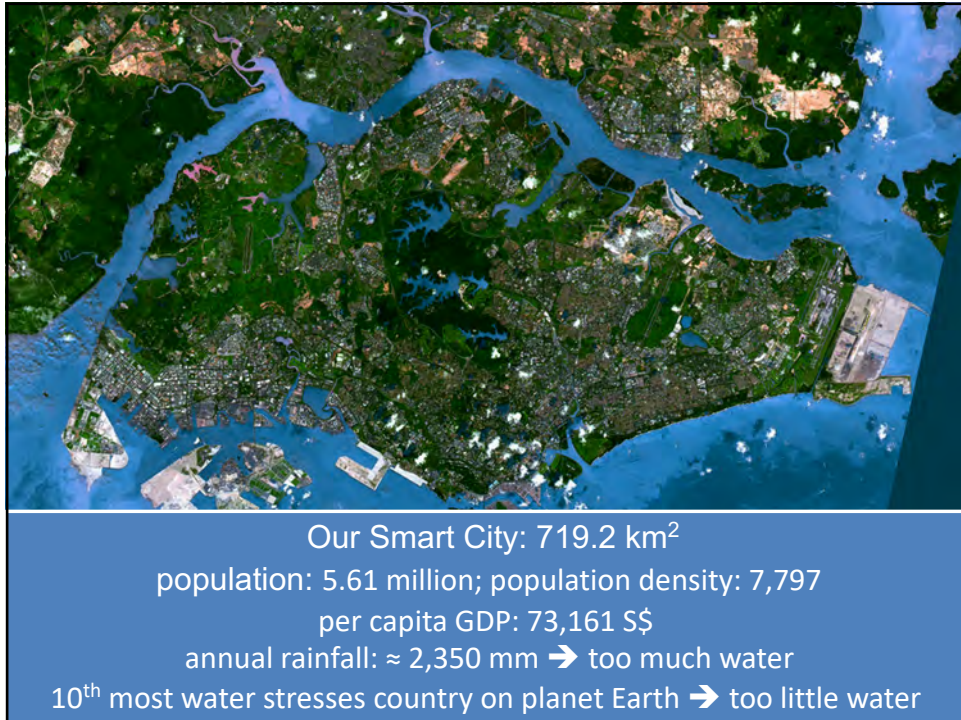 Our Smart City: 719.2 km²
population: 5.61 million; population density: 7,797
per capita GDP: 73,161 S$
annual rainfall: ≈ 2,350 mm ➔ too much water
10th most water stresses country on planet Earth ➔ too little water